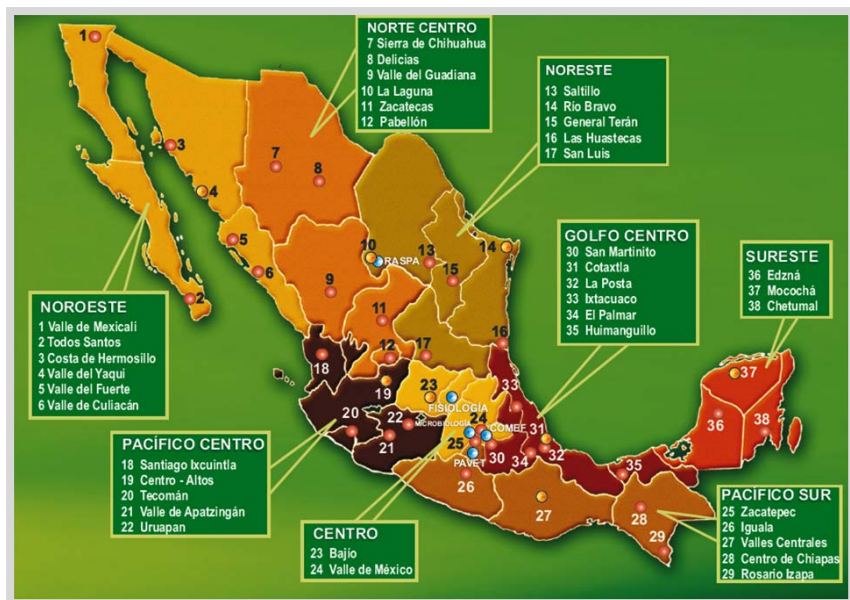 NORTE CENTRO
7 Sierra de Chihuahua
8 Delicias
9 Valle del Guadiana
10 La Laguna
11 Zacatecas
12 Pabellón
NORESTE
13 Saltillo
14 Río Bravo
15 General Terán
16 Las Huastecas
17 San Luis
GOLFO CENTRO
30 San Martinito
31 Cotaxtla
32 La Posta
33 Ixtacuaco
34 El Palmar
35 Huimanguillo
SURESTE
36 Edzná
37 Mocochá
38 Chetumal
NOROESTE
1 Valle de Mexicali
2 Todos Santos
3 Costa de Hermosillo
4 Valle del Yaqui
5 Valle del Fuerte
6 Valle de Culiacán
PACÍFICO CENTRO
18 Santiago Ixcuintla
19 Centro - Altos
20 Tecomán
21 Valle de Apatzingán
22 Uruapan
CENTRO
23 Bajío
24 Valle de México
PACÍFICO SUR
25 Zacatepec
26 Iguala
27 Valles Centrales
28 Centro de Chiapas
29 Rosario Izapa
1
3
4
7
8
5
6
2
10
RASPA
13
14
15
9
11
12
17
16
18
19
23
FISIOLOGÍA
33
20
22
MICROBIOLOGÍA
21
24
COMEF
25
30
PAVET
31
34
32
26
27
35
28
29
37
36
38